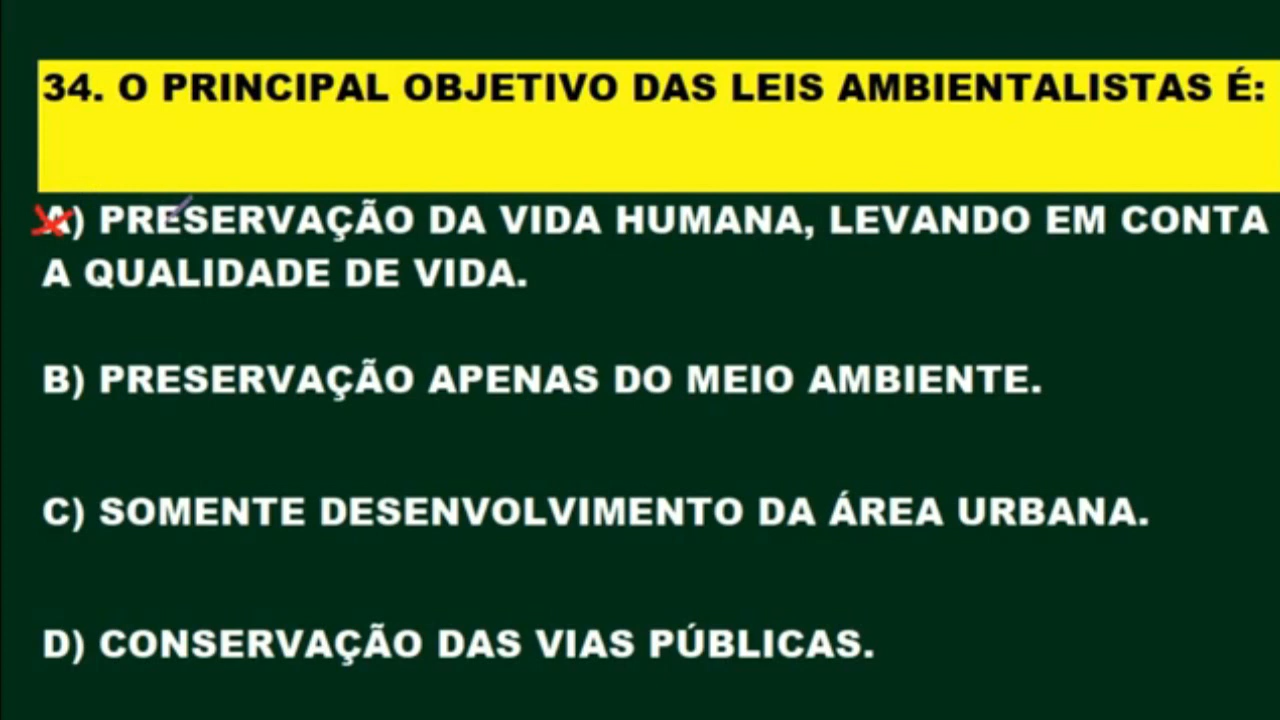 34. O PRINCIPAL OBJETIVO DAS LEIS AMBIENTALISTAS É:
A) PRESERVAÇÃO DA VIDA HUMANA, LEVANDO EM CONTA
A QUALIDADE DE VIDA.
B) PRESERVAÇÃO APENAS DO MEIO AMBIENTE.
C) SOMENTE DESENVOLVIMENTO DA ÁREA URBANA.
D) CONSERVAÇÃO DAS VIAS PÚBLICAS.